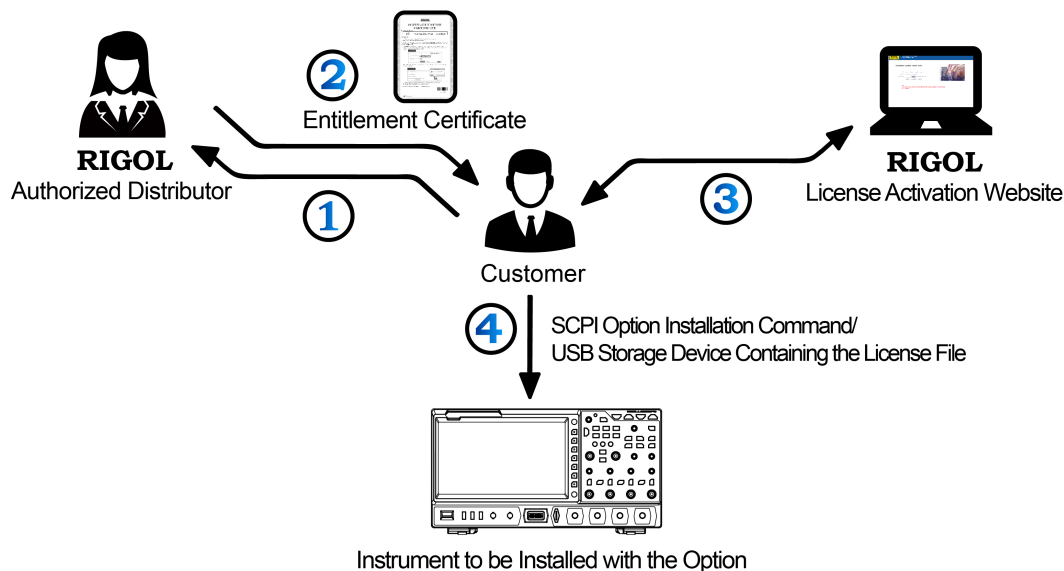 2
Entitlement Certificate
RIGOL
Authorized Distributor
1
3
RIGOL
License Activation Website
Customer
4
SCPI Option Installation Command/
USB Storage Device Containing the License File
Instrument to be Installed with the Option